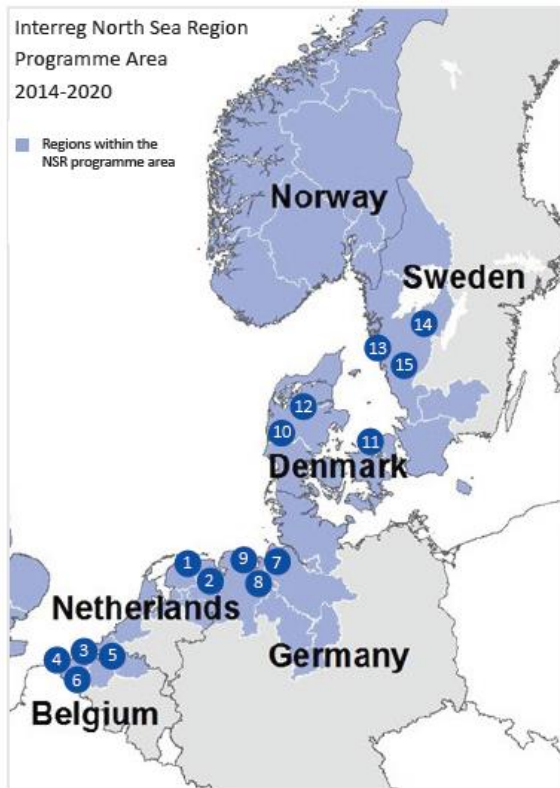 Interreg North Sea Region
Programme Area
2014-2020
Regions within the
NSR programme area
Norway
Sweden
14
13
15
12
10
11
Denmark
1
9
7
2
8
Netherlands
Germany
3
4
5
6
Belgium